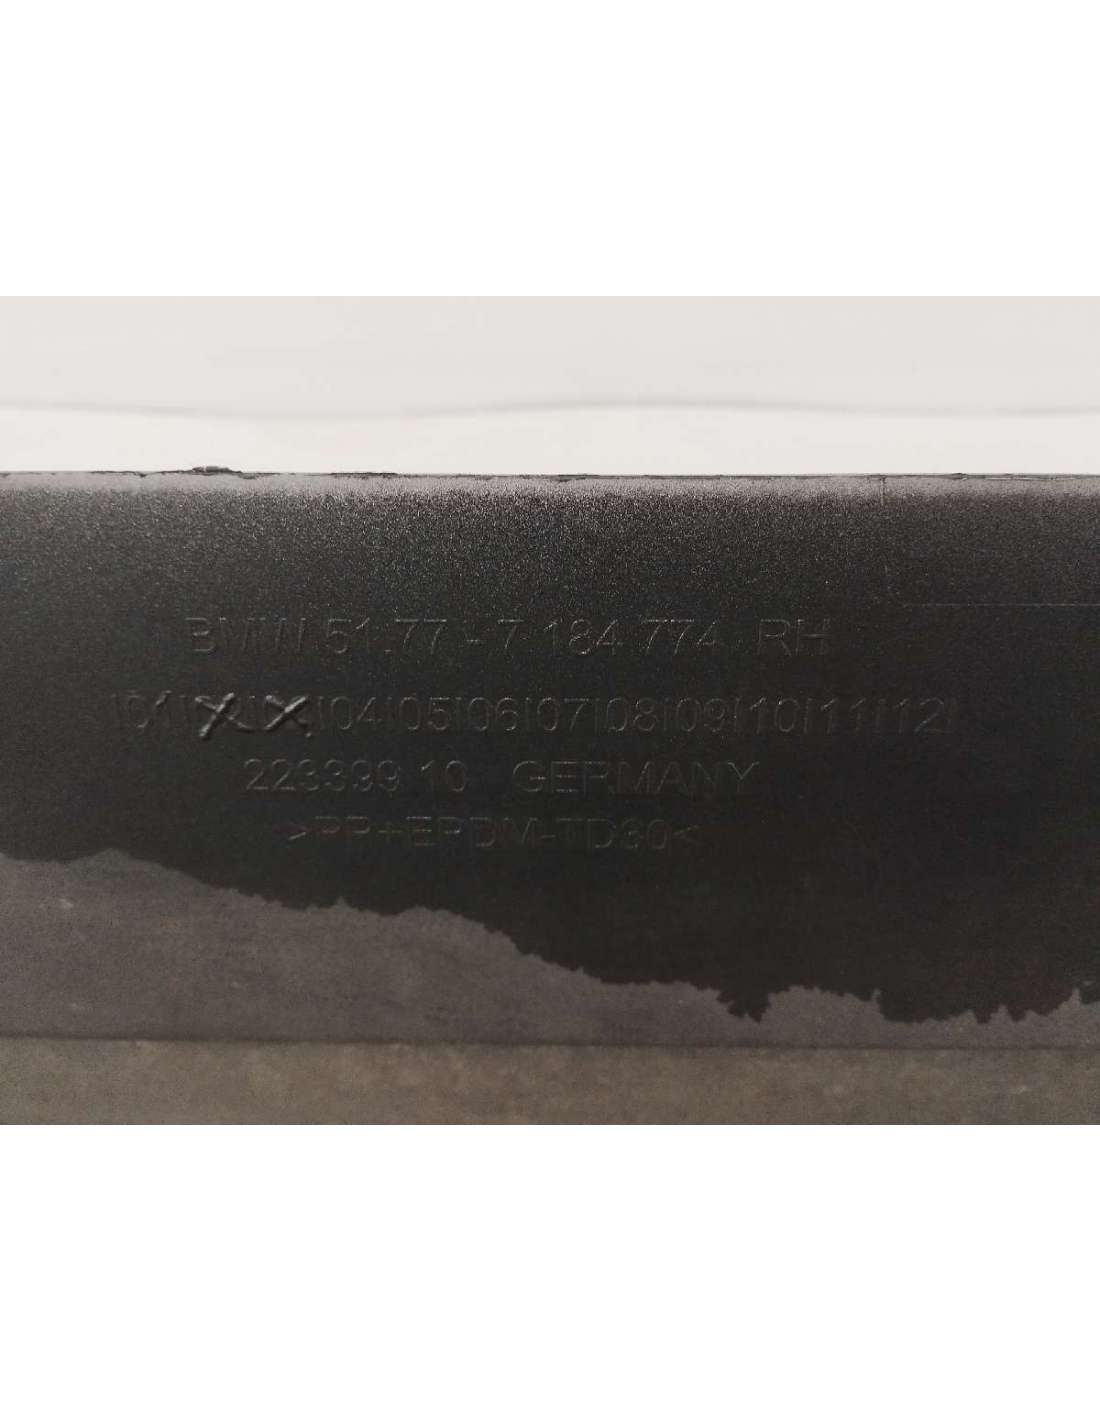 BMW 51.77 - 7 184 774 RH
|01|X|X|04|05|06|07|08|09|10|11|12|
223399 10 GERMANY
>PP+EPDM-TD30<